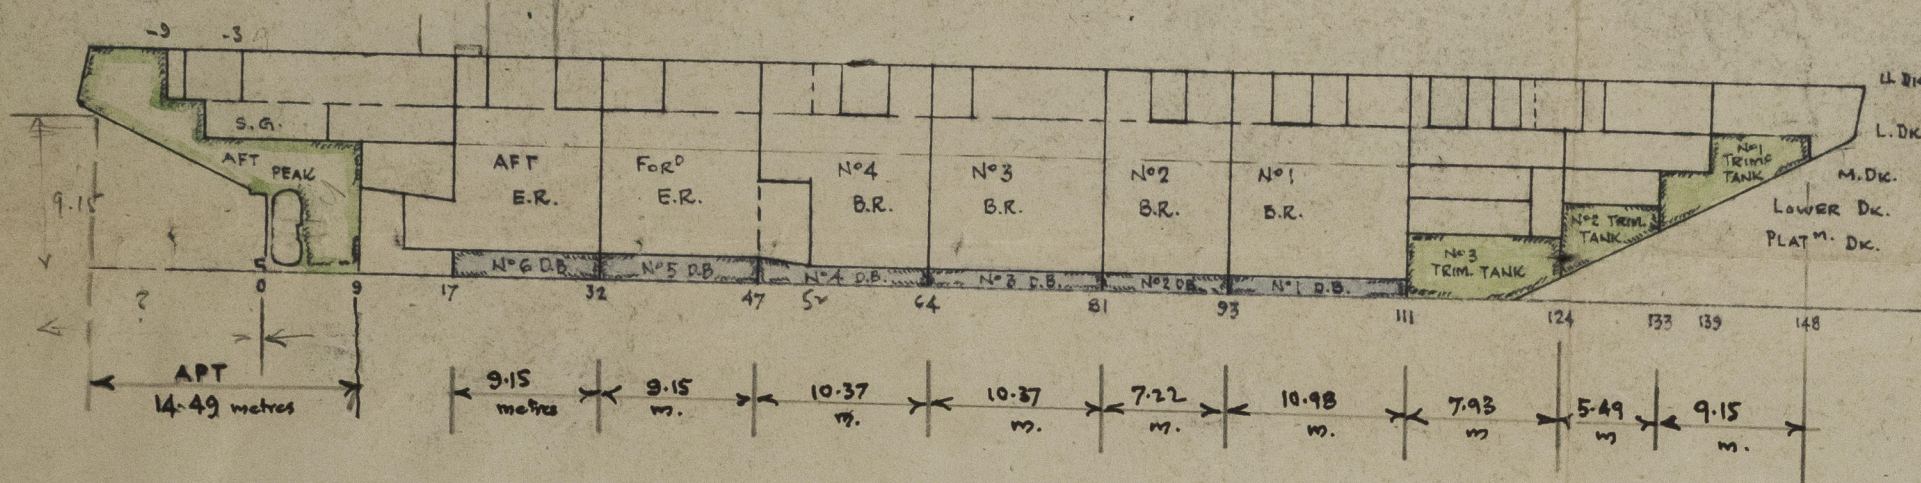 -9 -3
U. DK
L. DK.
M. DK.
LOWER DK.
PLATM. DK.
S.G.
AFT
PEAK
9.15
AFT
E.R.
FORD
E.R.
No4
B.R.
No3
B.R.
No2
B.R.
No1
B.R.
No1
TRIMG
TANK
No2 TRIM.
TANK
No3
TRIM. TANK
No6 D.B
No5 D.B
No4 D.B.
No3 D.B.
No2 DB.
No1 D.B.
0 9 17 32 47 52 64 81 93 111 124 133 139 148
?
APT
14.49 metres
9.15
metres
9.15
m.
10.37
m.
10.37
m.
7.22
m.
10.98
m.
7.93
m
5.49
m
9.15
m.